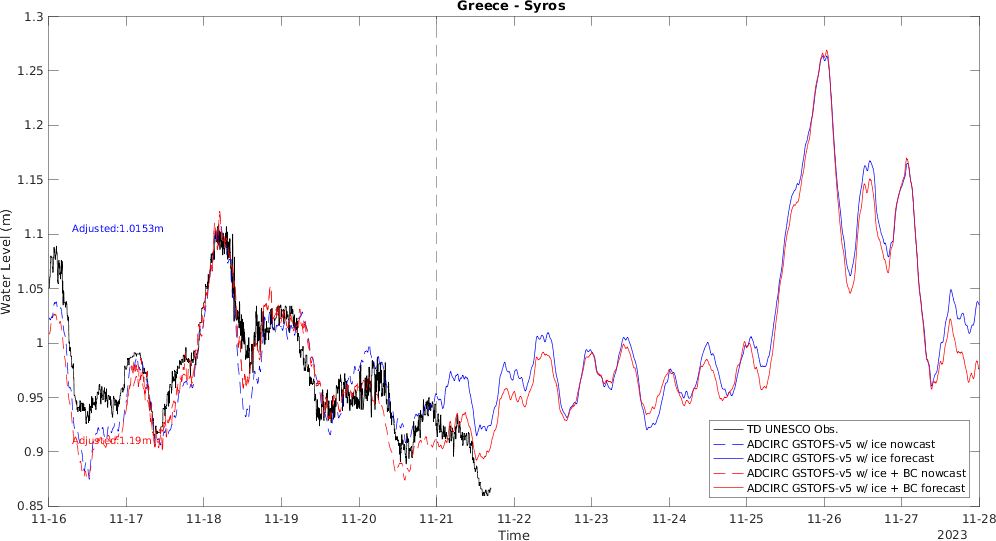 Greece - Syros
1.3
1.25
1.2
1.15
1.1
1.05
1
0.95
0.9
0.85
Water Level (m)
Adjusted:1.0153m
Adjusted:1.19m
TD UNESCO Obs.
ADCIRC GSTOFS-v5 w/ ice nowcast
ADCIRC GSTOFS-v5 w/ ice forecast
ADCIRC GSTOFS-v5 w/ ice + BC nowcast
ADCIRC GSTOFS-v5 w/ ice + BC forecast
11-16 11-17 11-18 11-19 11-20 11-21 11-22 11-23 11-24 11-25 11-26 11-27 11-28
Time
2023